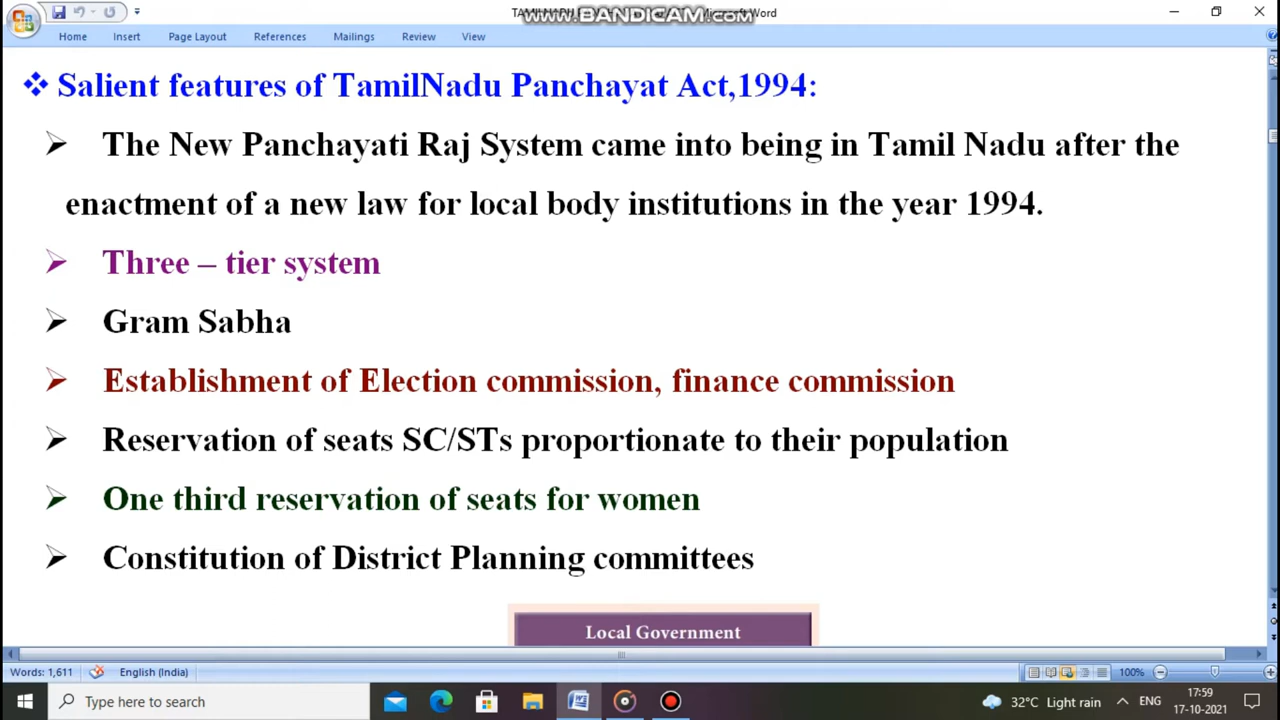 TAMILNADU
www.BANDICAM.com
Microsoft Word
Home Insert Page Layout References Mailings Review View
❖ Salient features of TamilNadu Panchayat Act,1994:
➢ The New Panchayati Raj System came into being in Tamil Nadu after the
enactment of a new law for local body institutions in the year 1994.
➢ Three – tier system
➢ Gram Sabha
➢ Establishment of Election commission, finance commission
➢ Reservation of seats SC/STs proportionate to their population
➢ One third reservation of seats for women
➢ Constitution of District Planning committees
Local Government
Words: 1,611 English (India) 100%
Type here to search 32°C Light rain ENG 17:59
17-10-2021